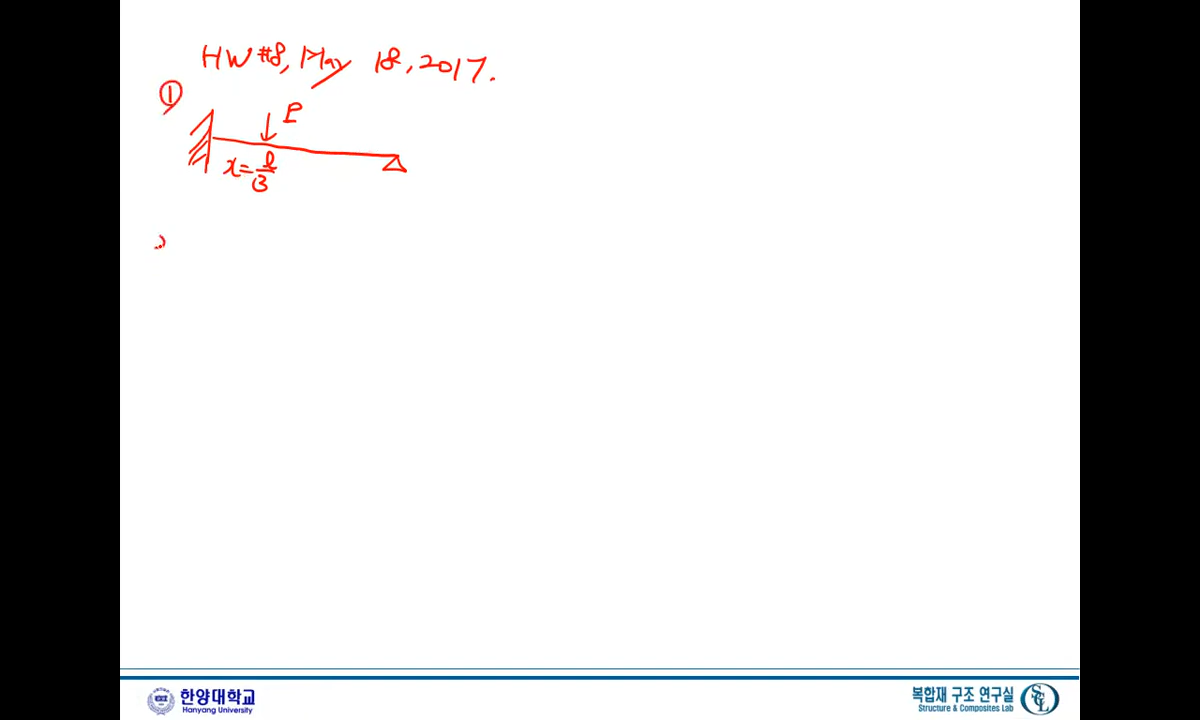 HW #8, May 18, 2017.
①
P
x = l/3
한양대학교
Hanyang University
복합재 구조 연구실
Structure & Composites Lab
SCL